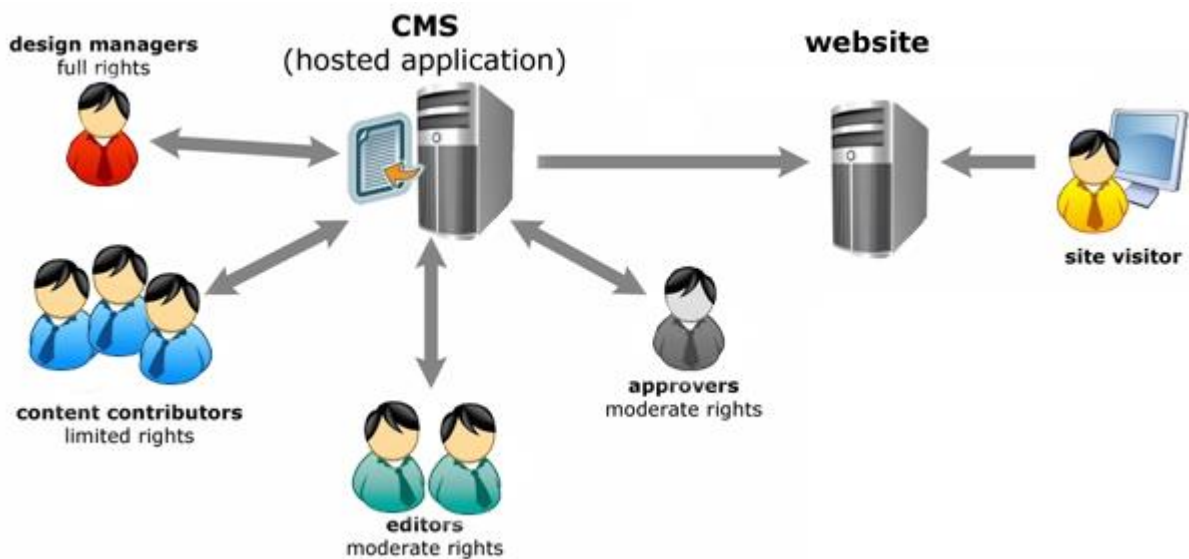 design managers
full rights
CMS
(hosted application)
website
site visitor
content contributors
limited rights
approvers
moderate rights
editors
moderate rights